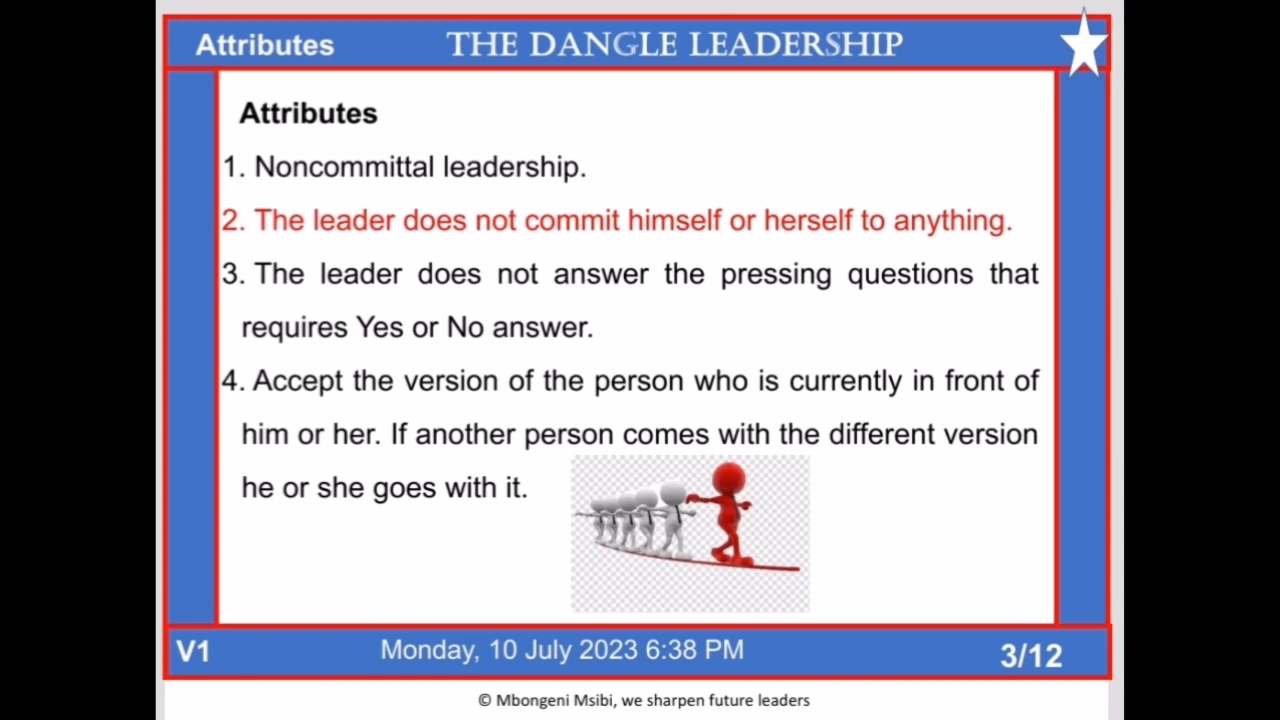 Attributes THE DANGLE LEADERSHIP
Attributes
1. Noncommittal leadership.
2. The leader does not commit himself or herself to anything.
3. The leader does not answer the pressing questions that
requires Yes or No answer.
4. Accept the version of the person who is currently in front of
him or her. If another person comes with the different version
he or she goes with it.
V1 Monday, 10 July 2023 6:38 PM 3/12
© Mbongeni Msibi, we sharpen future leaders